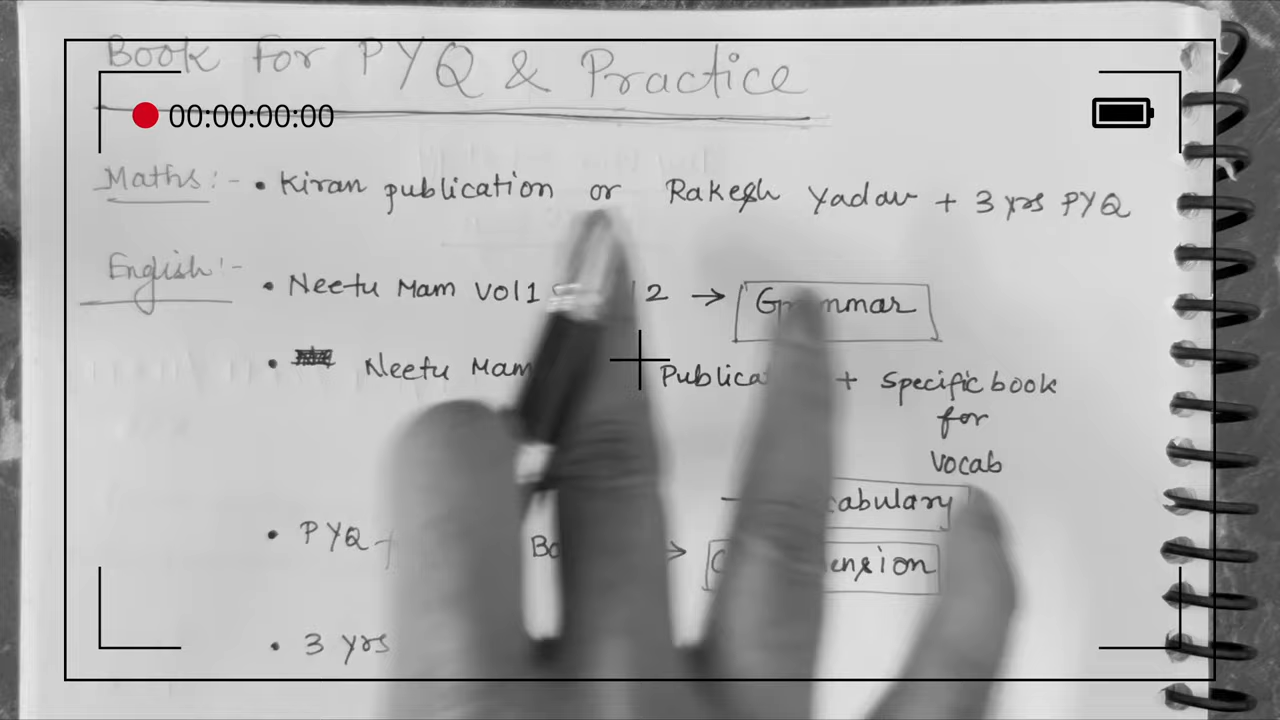 Book for PYQ & Practice
00:00:00:00
Maths:- • Kiran publication or Rakesh Yadav + 3 yrs PYQ
English:- • Neetu Mam Vol1 2 → Grammar
• Neetu Mam Publica + Specific book
for
Vocab
cabulary
• PYQ Bo → ension
• 3 yrs